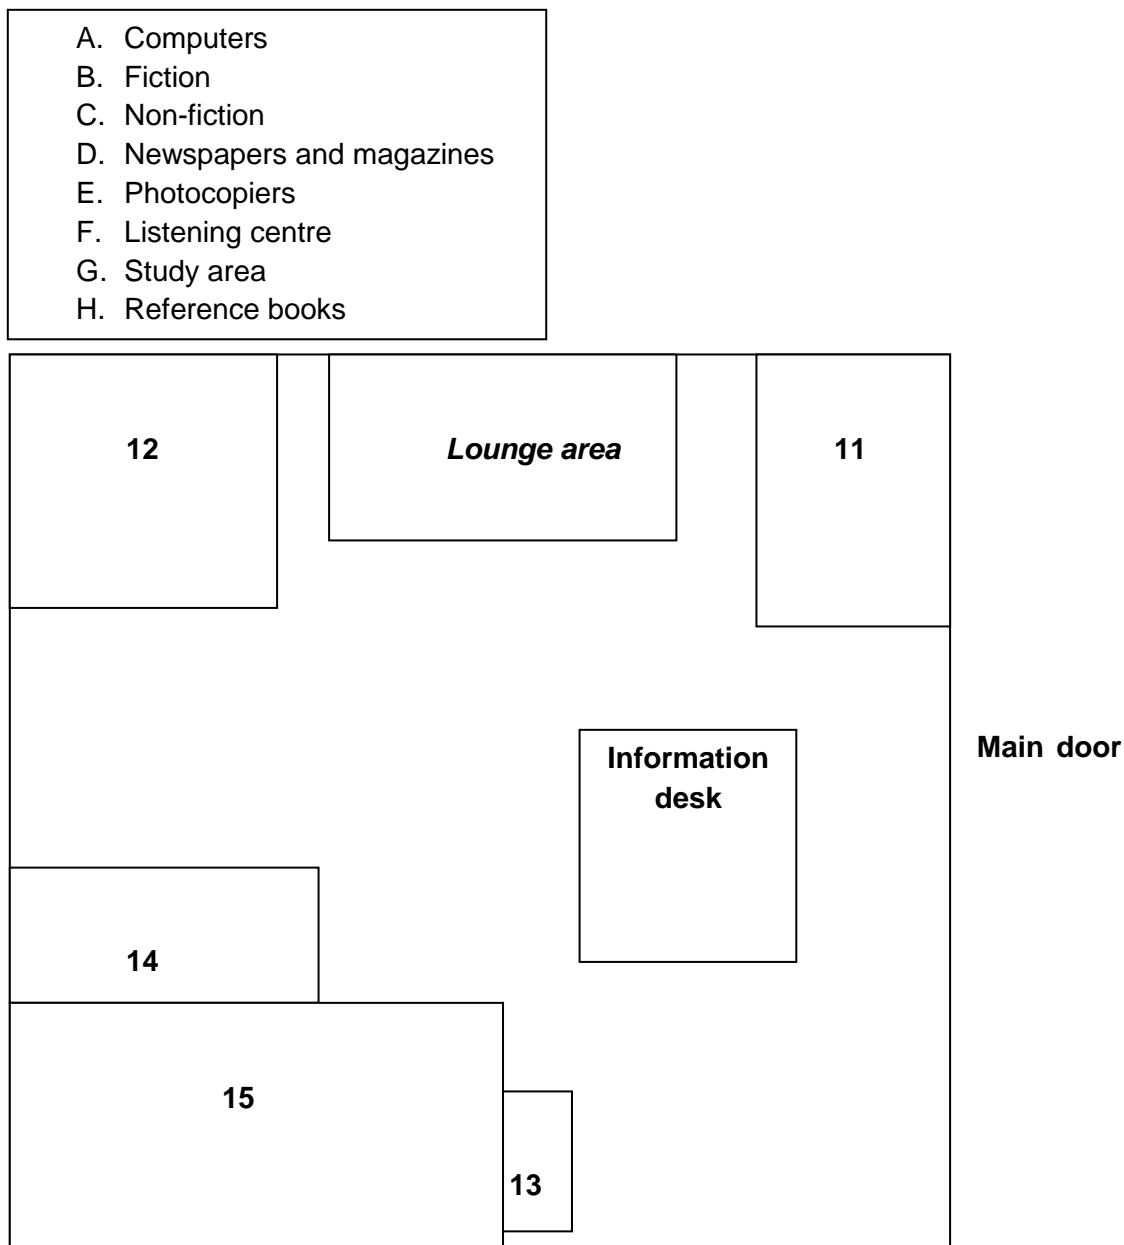 A. Computers
B. Fiction
C. Non-fiction
D. Newspapers and magazines
E. Photocopiers
F. Listening centre
G. Study area
H. Reference books
12
Lounge area
11
Main door
Information
desk
14
15
13